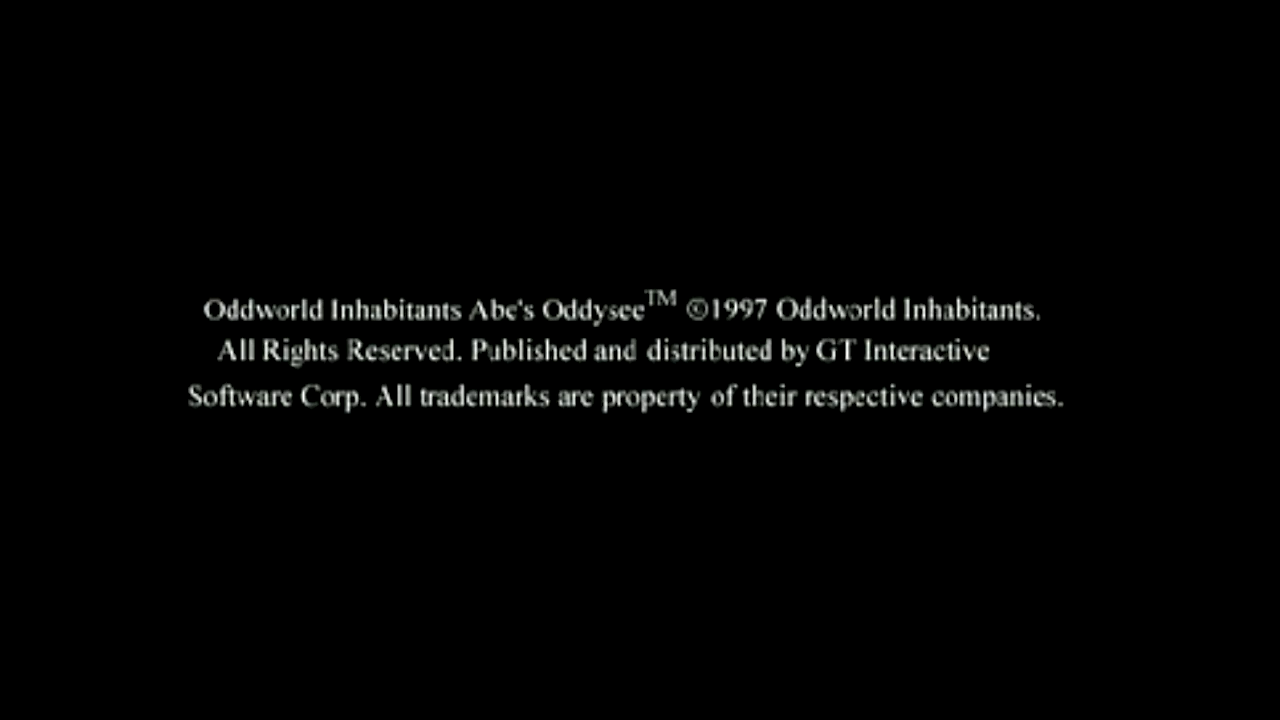 Oddworld Inhabitants Abe's Oddysee™ ©1997 Oddworld Inhabitants.
All Rights Reserved. Published and distributed by GT Interactive
Software Corp. All trademarks are property of their respective companies.